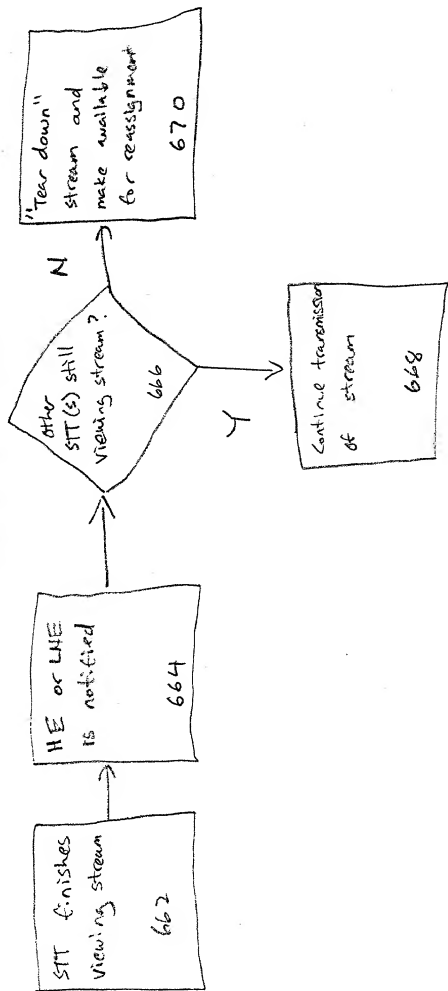 STT finishes
viewing stream
662
HE or LNE
is notified
664
Other
STT(s) still
viewing stream?
666
N
"Tear down"
stream and
make available
for reassignment
670
Y
Continue transmission
of stream
668